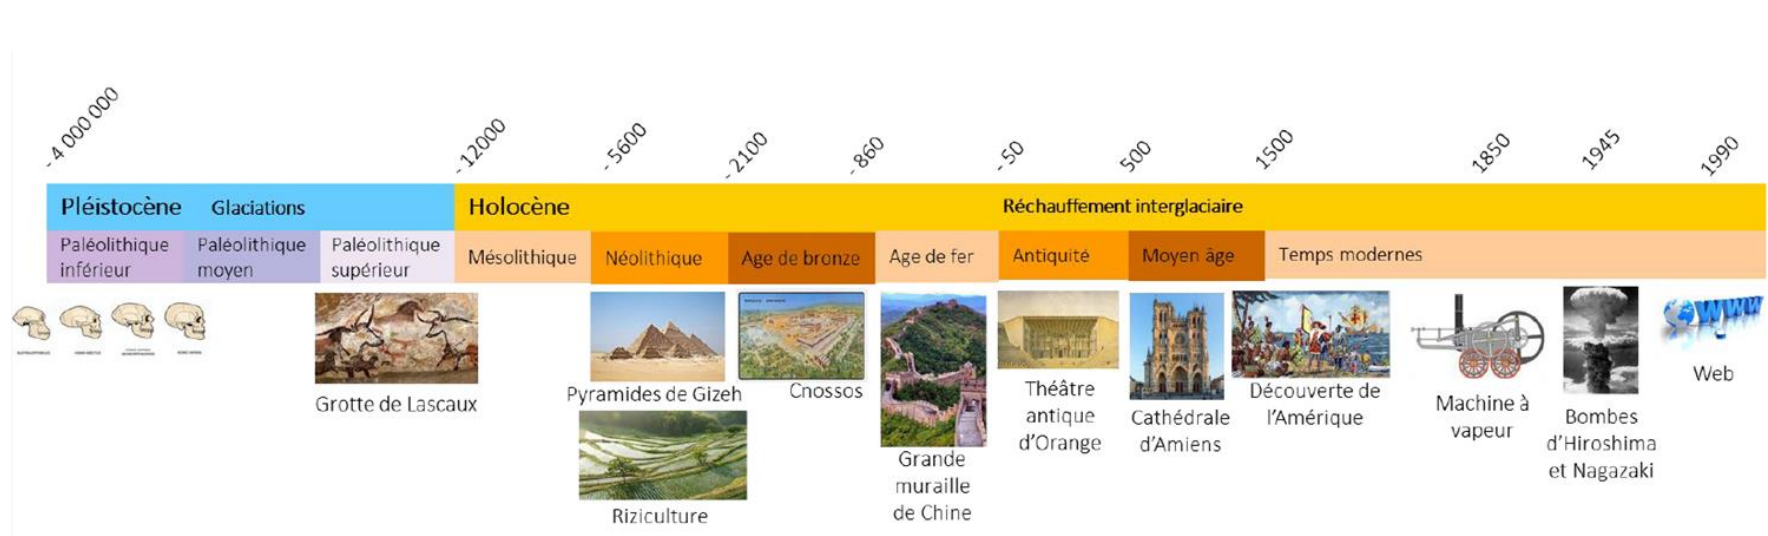 - 4 000 000
- 12000
- 5600
- 2100
- 860
- 50
500
1500
1850
1945
1990
Pléistocène Glaciations
Holocène
Réchauffement interglaciaire
Paléolithique
inférieur
Paléolithique
moyen
Paléolithique
supérieur
Mésolithique
Néolithique
Age de bronze
Age de fer
Antiquité
Moyen âge
Temps modernes
Grotte de Lascaux
Pyramides de Gizeh
Riziculture
Cnossos
Grande
muraille
de Chine
Théâtre
antique
d'Orange
Cathédrale
d'Amiens
Découverte de
l'Amérique
Machine à
vapeur
Bombes
d'Hiroshima
et Nagazaki
WWW
Web